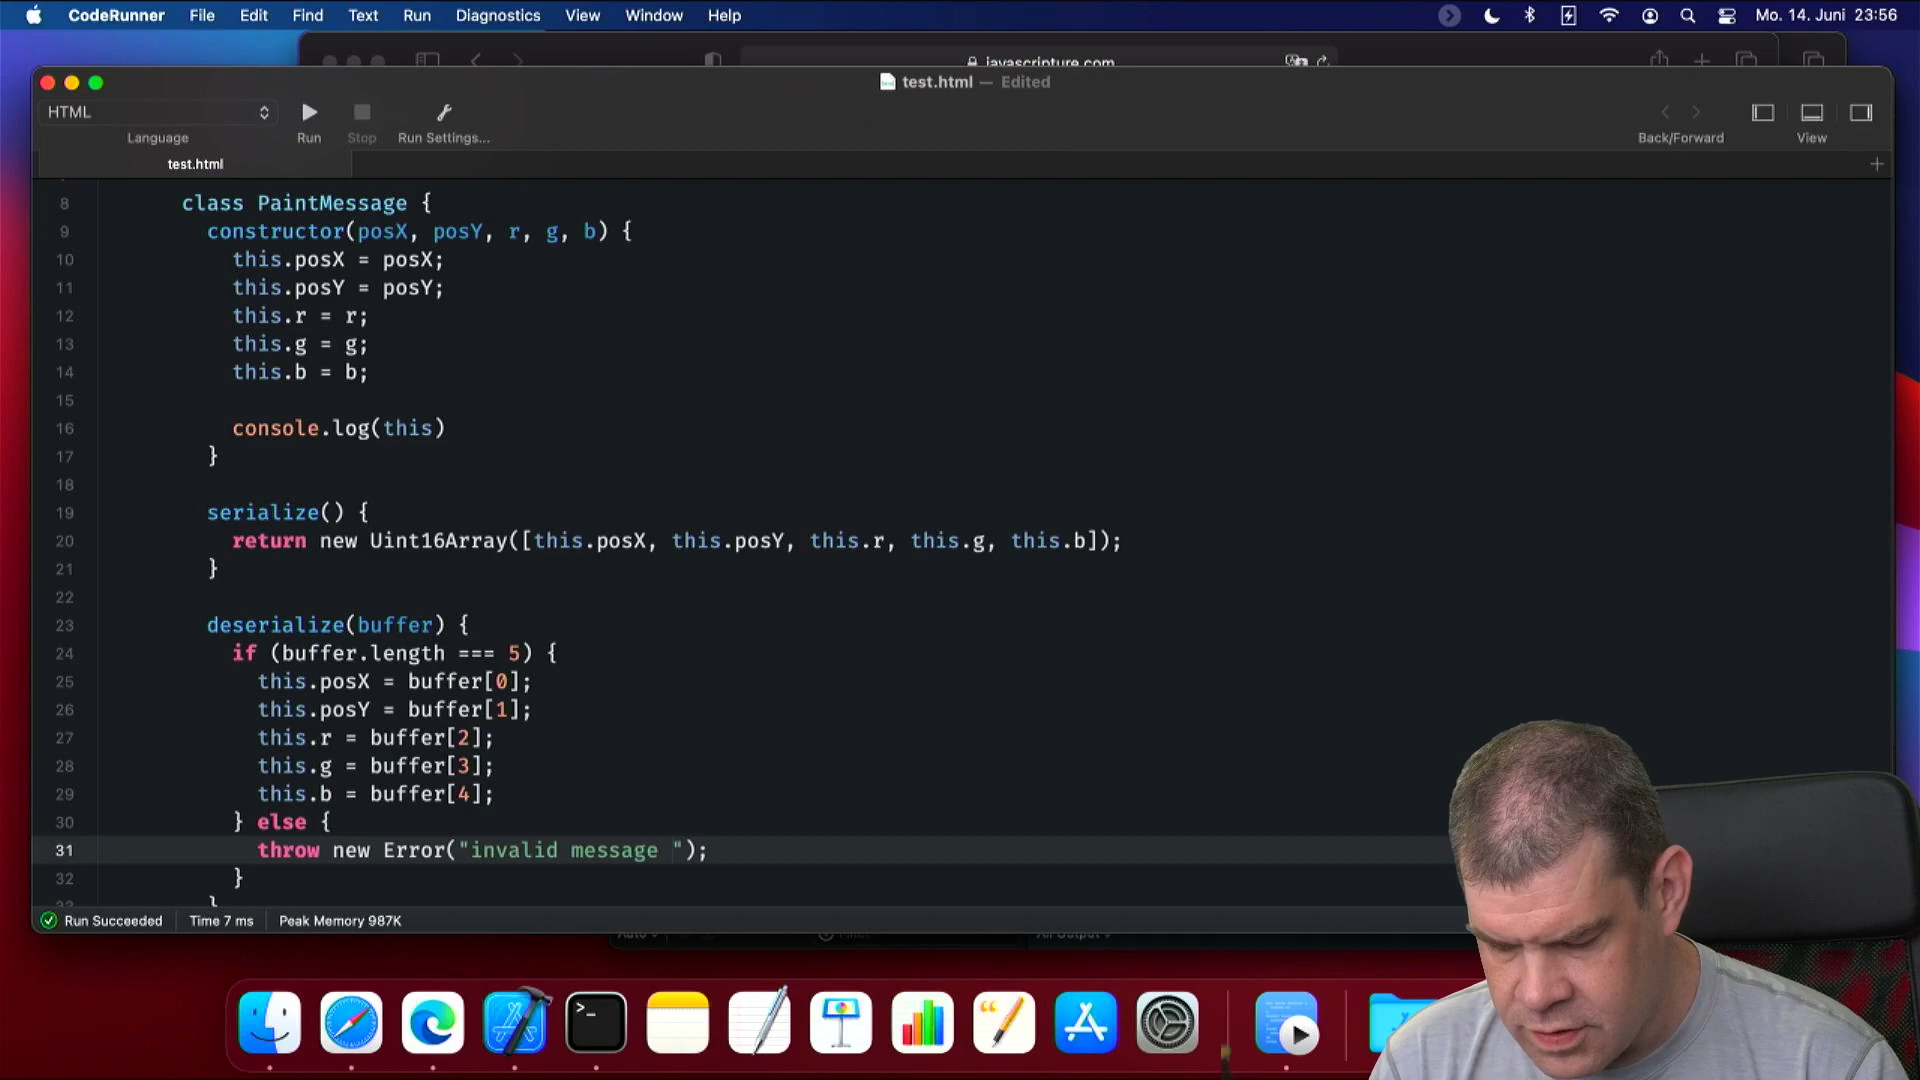 CodeRunner File Edit Find Text Run Diagnostics View Window Help Mo. 14. Juni 23:56
javascripture.com
test.html — Edited
HTML
Language Run Stop Run Settings... Back/Forward View
test.html
8 class PaintMessage {
9 constructor(posX, posY, r, g, b) {
10 this.posX = posX;
11 this.posY = posY;
12 this.r = r;
13 this.g = g;
14 this.b = b;
15
16 console.log(this)
17 }
18
19 serialize() {
20 return new Uint16Array([this.posX, this.posY, this.r, this.g, this.b]);
21 }
22
23 deserialize(buffer) {
24 if (buffer.length === 5) {
25 this.posX = buffer[0];
26 this.posY = buffer[1];
27 this.r = buffer[2];
28 this.g = buffer[3];
29 this.b = buffer[4];
30 } else {
31 throw new Error("invalid message ");
32 }
33 }
Run Succeeded Time 7 ms Peak Memory 987K